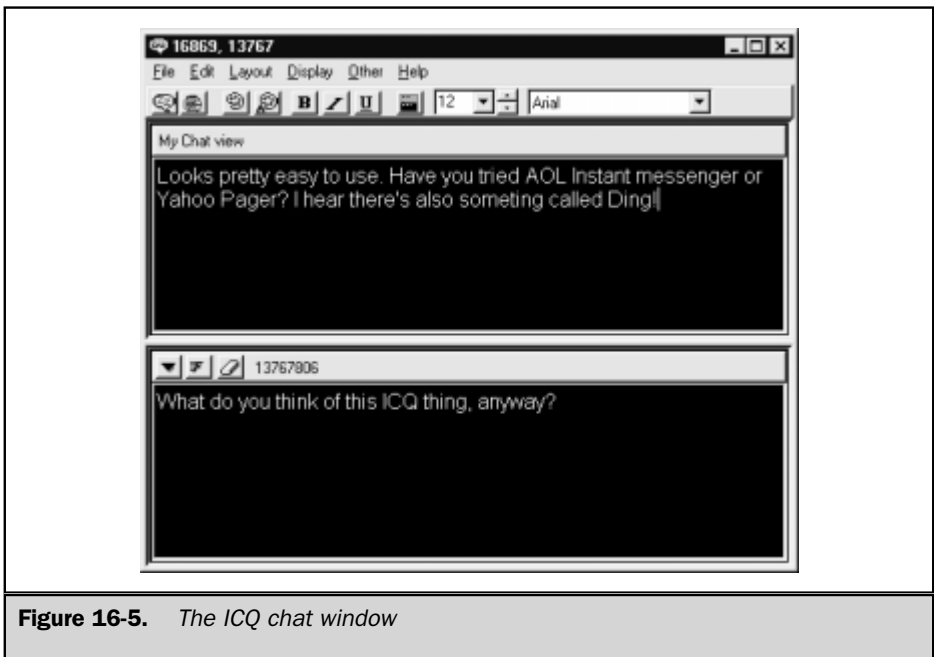 16869, 13767
File Edit Layout Display Other Help
B I U 12 Arial
My Chat view
Looks pretty easy to use. Have you tried AOL Instant messenger or
Yahoo Pager? I hear there's also someting called Ding!
13767806
What do you think of this ICQ thing, anyway?
Figure 16-5. The ICQ chat window